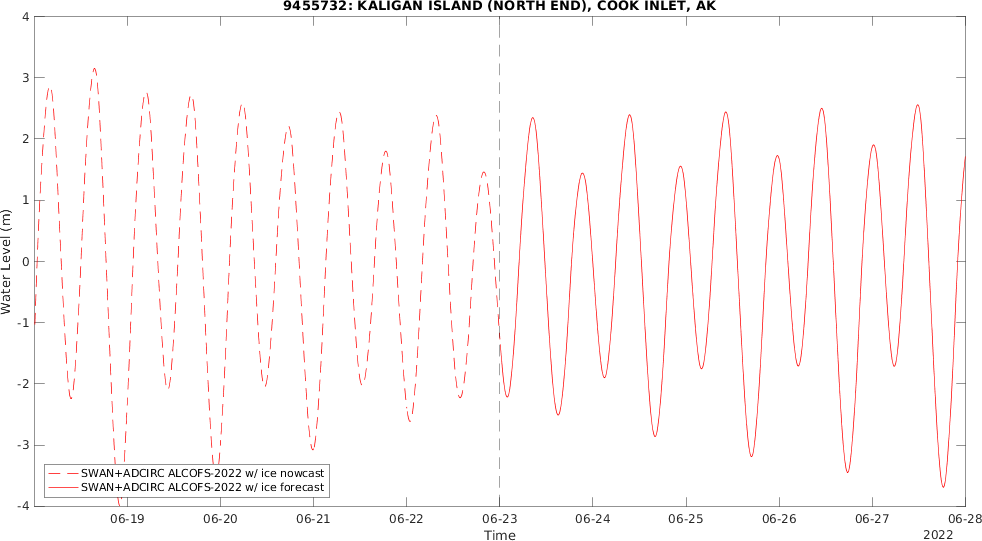 9455732: KALIGAN ISLAND (NORTH END), COOK INLET, AK
4
3
2
1
0
-1
-2
-3
-4
Water Level (m)
SWAN+ADCIRC ALCOFS-2022 w/ ice nowcast
SWAN+ADCIRC ALCOFS-2022 w/ ice forecast
06-19 06-20 06-21 06-22 06-23 06-24 06-25 06-26 06-27 06-28
Time
2022